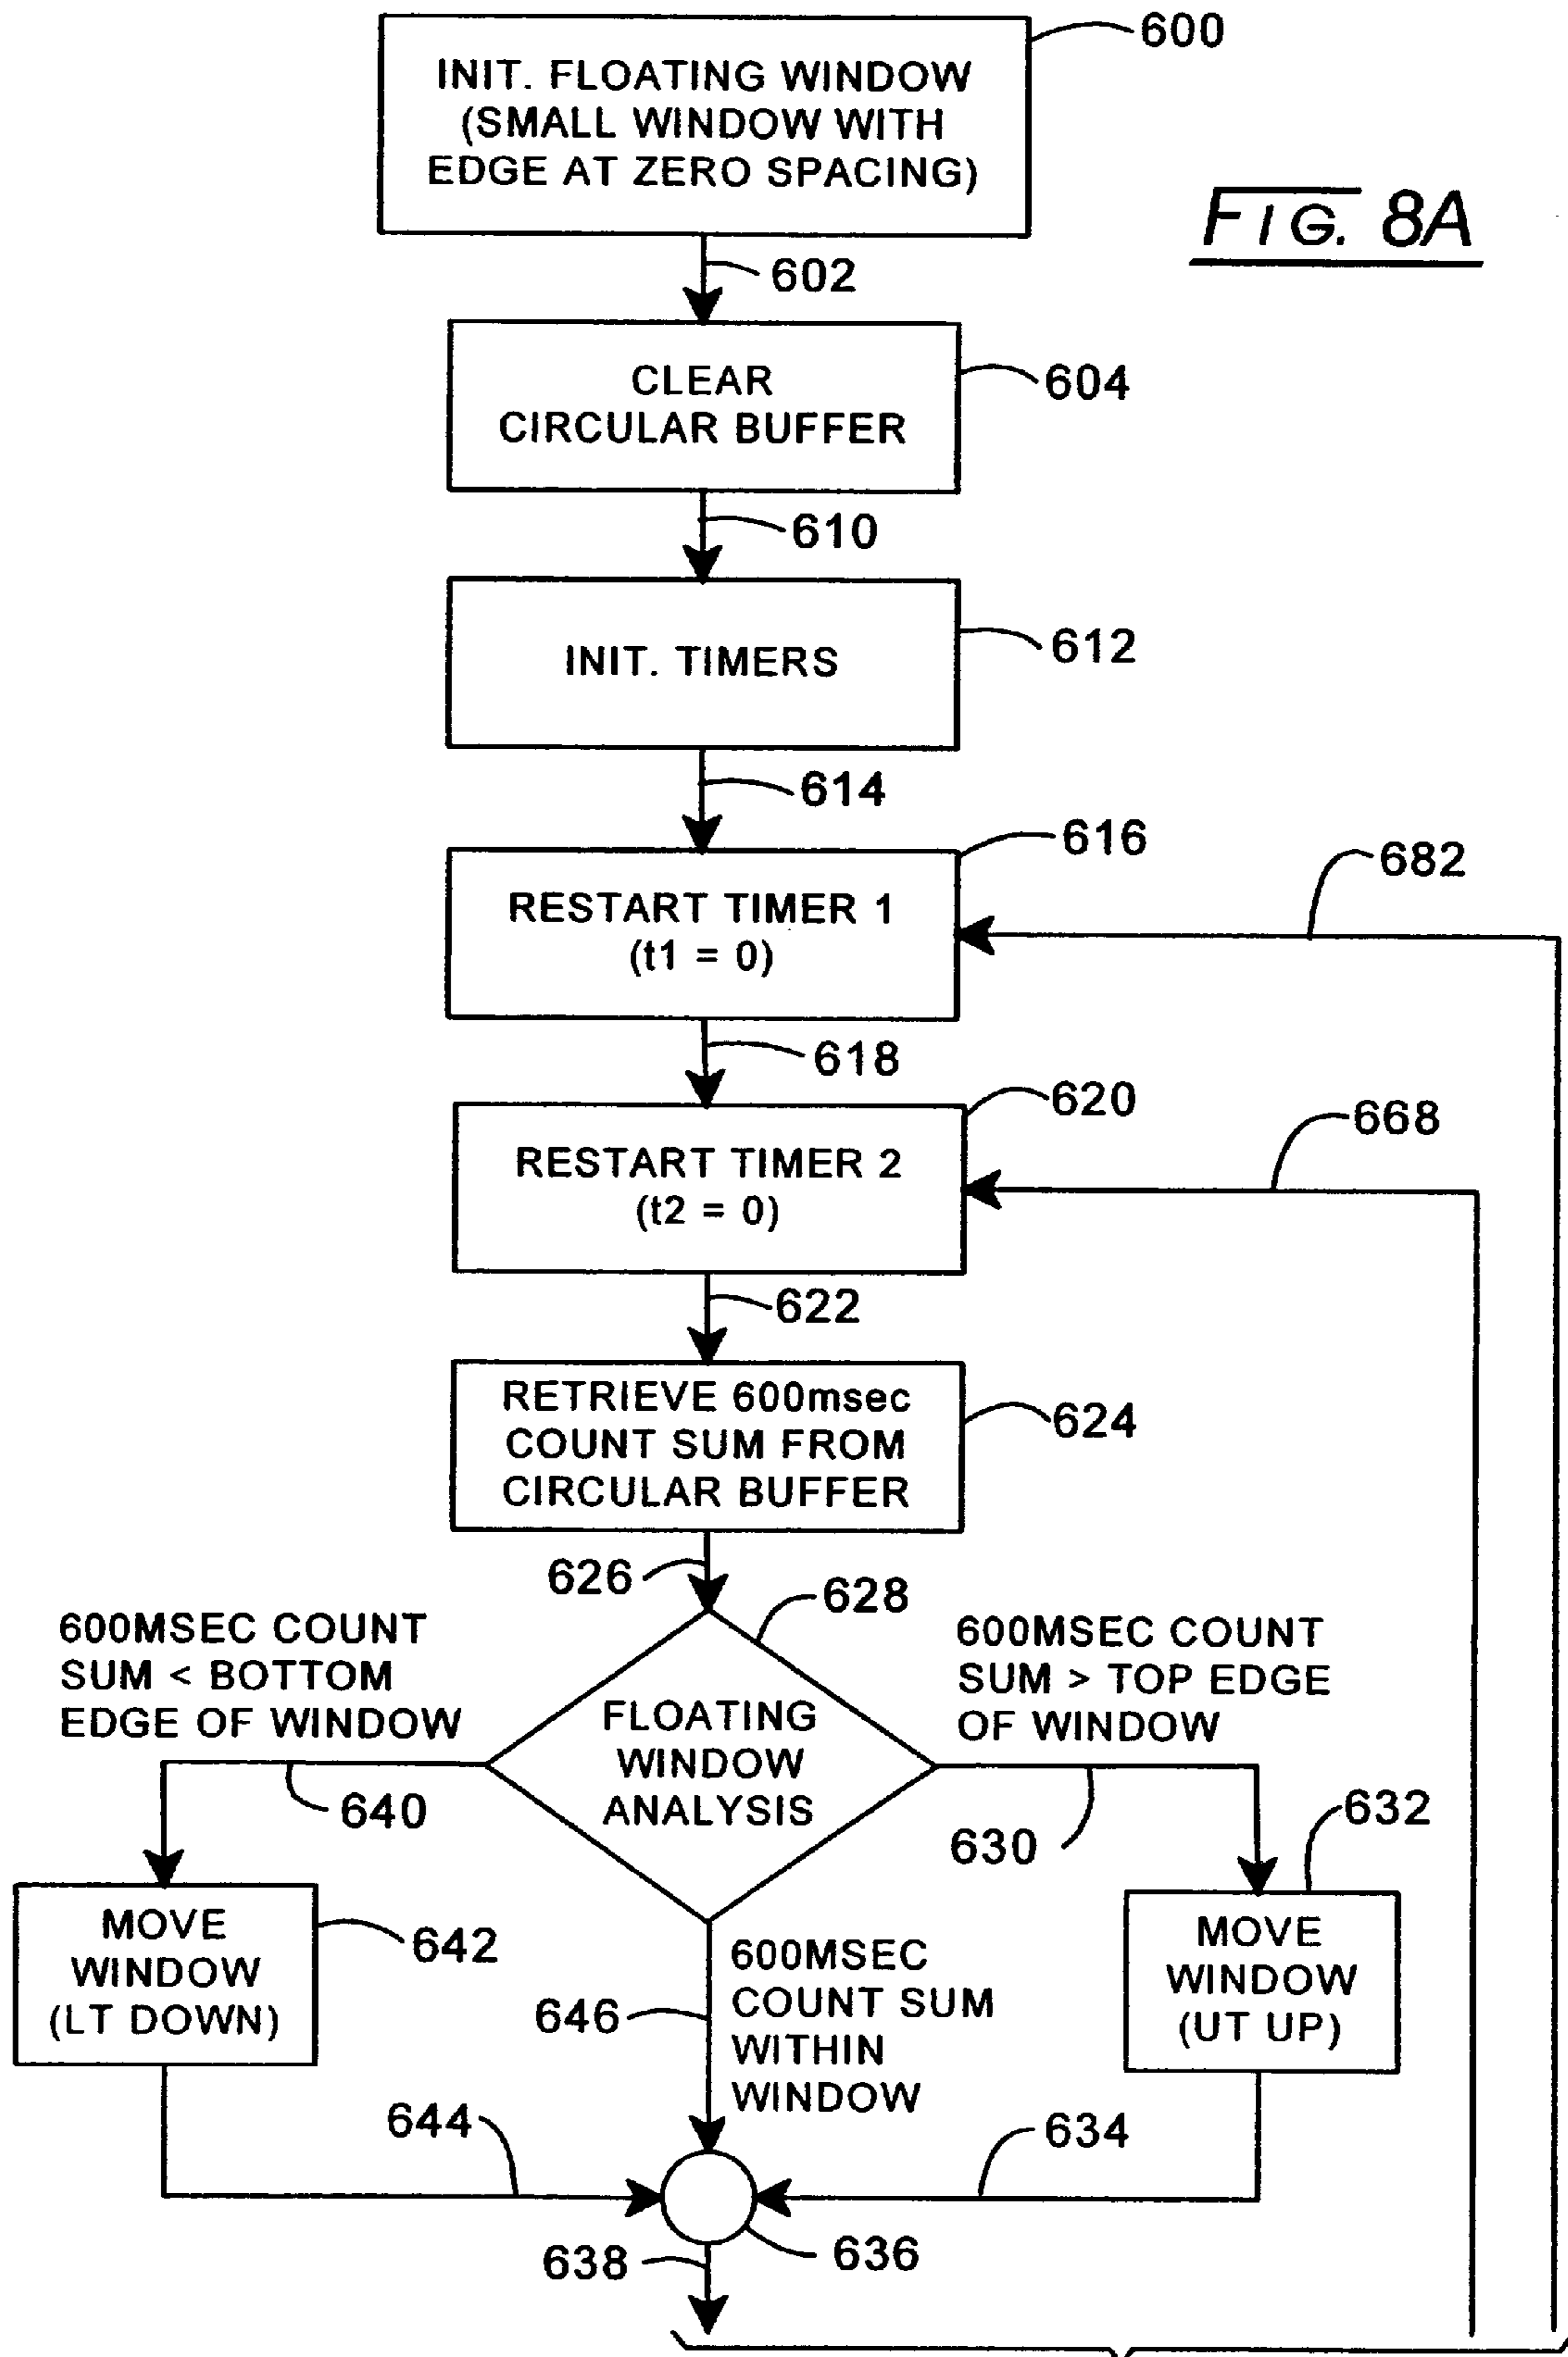 600
INIT. FLOATING WINDOW
(SMALL WINDOW WITH
EDGE AT ZERO SPACING)
FIG. 8A
602
CLEAR
CIRCULAR BUFFER
604
610
INIT. TIMERS
612
614
616
682
RESTART TIMER 1
(t1 = 0)
618
620
668
RESTART TIMER 2
(t2 = 0)
622
RETRIEVE 600msec
COUNT SUM FROM
CIRCULAR BUFFER
624
626
628
600MSEC COUNT
SUM < BOTTOM
EDGE OF WINDOW
600MSEC COUNT
SUM > TOP EDGE
OF WINDOW
FLOATING
WINDOW
ANALYSIS
640
630
632
MOVE
WINDOW
(LT DOWN)
642
646
600MSEC
COUNT SUM
WITHIN
WINDOW
MOVE
WINDOW
(UT UP)
644
634
638
636